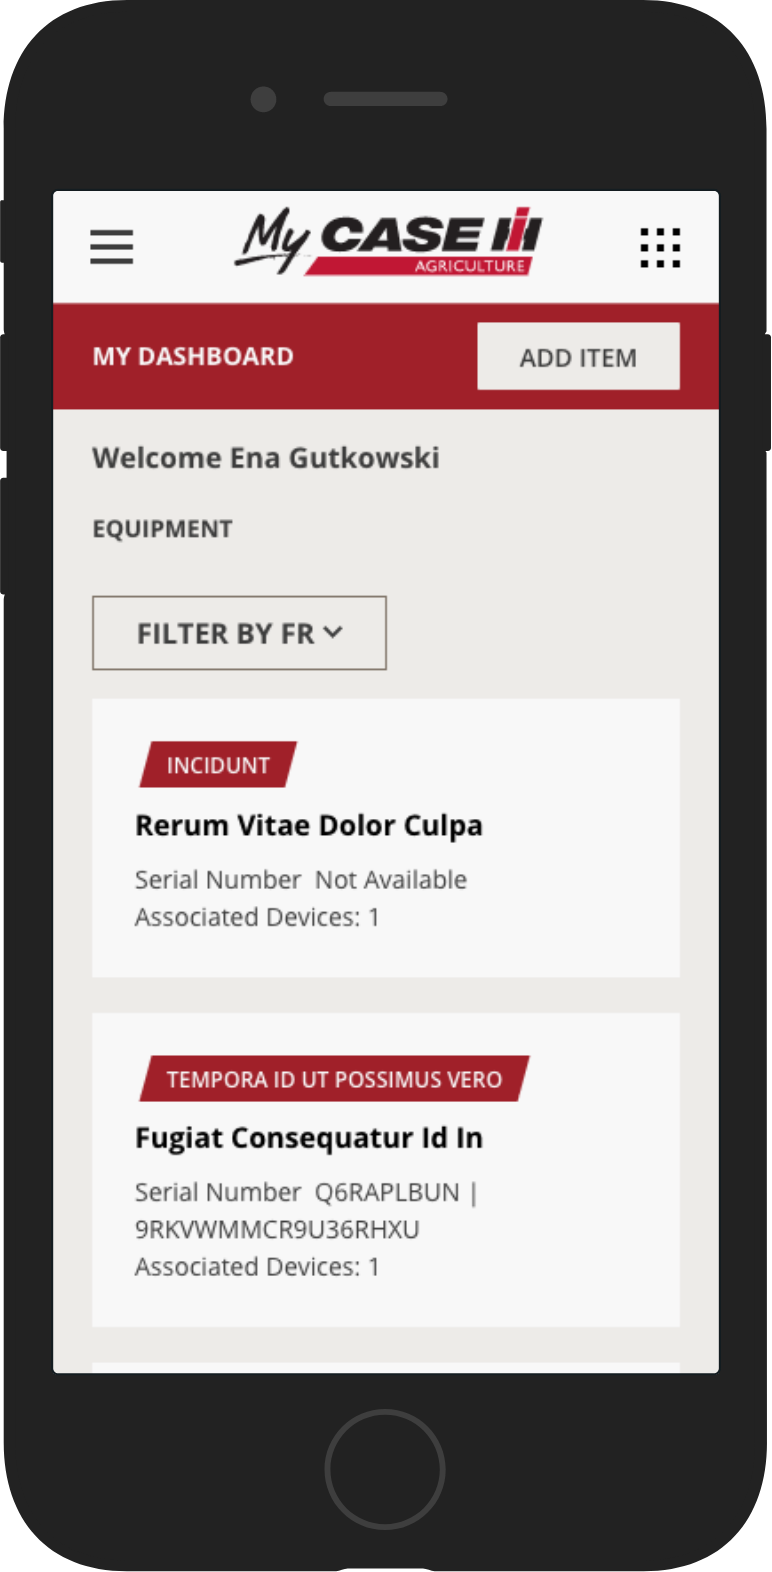 My CASE IH
AGRICULTURE
MY DASHBOARD
ADD ITEM
Welcome Ena Gutkowski
EQUIPMENT
FILTER BY FR
INCIDUNT
Rerum Vitae Dolor Culpa
Serial Number Not Available
Associated Devices: 1
TEMPORA ID UT POSSIMUS VERO
Fugiat Consequatur Id In
Serial Number Q6RAPLBUN |
9RKVWMMCR9U36RHXU
Associated Devices: 1